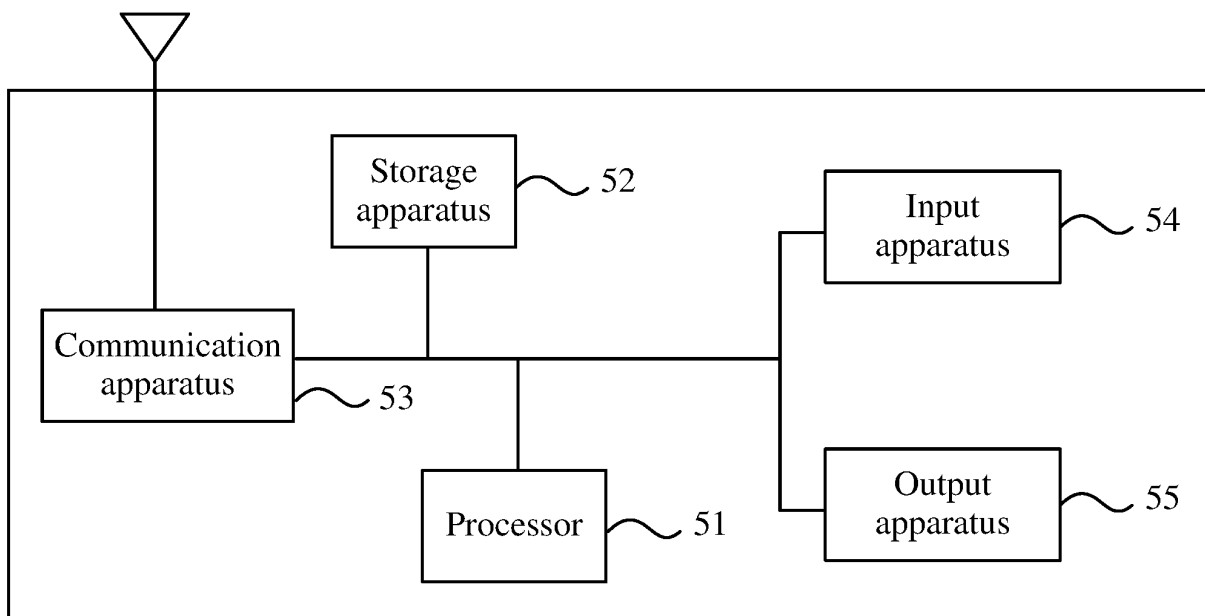 Storage
apparatus
52
Input
apparatus
54
Communication
apparatus
53
Processor
51
Output
apparatus
55